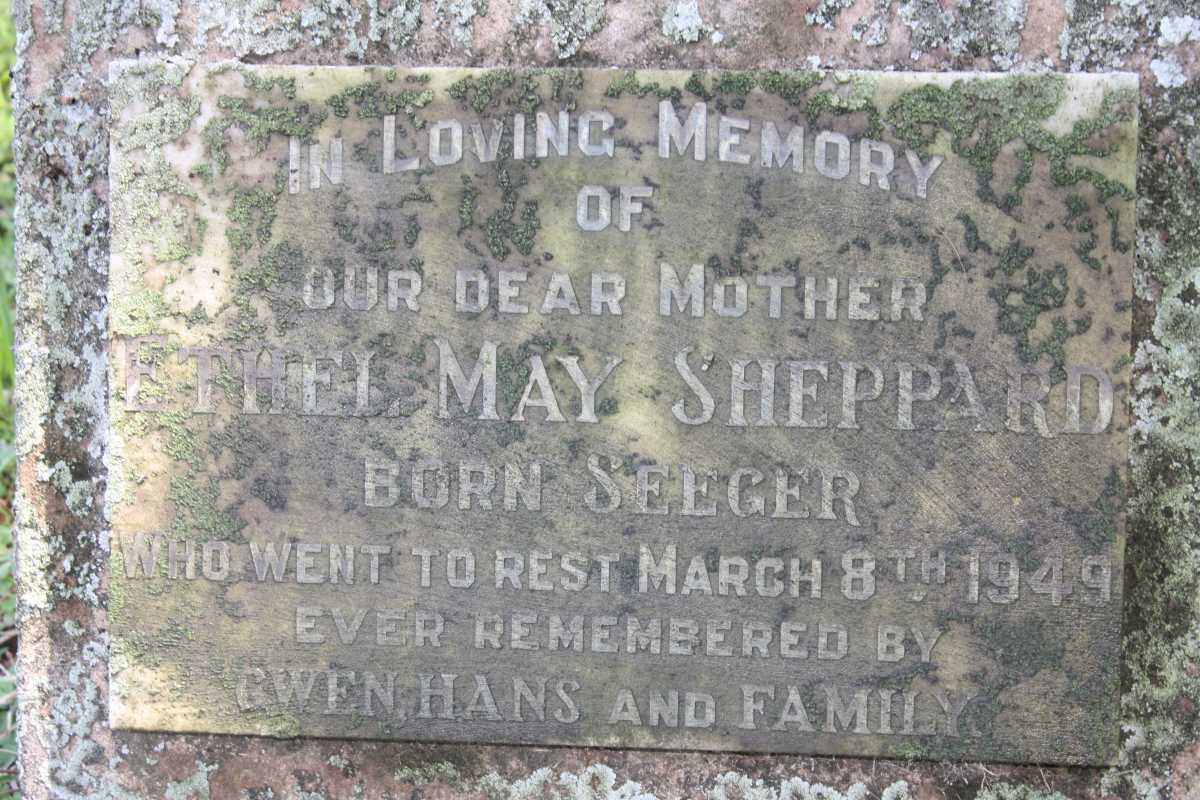 IN LOVING MEMORY
OF
OUR DEAR MOTHER
ETHEL MAY SHEPPARD
BORN SEEGER
WHO WENT TO REST MARCH 8TH 1949
EVER REMEMBERED BY
GWEN, HANS AND FAMILY